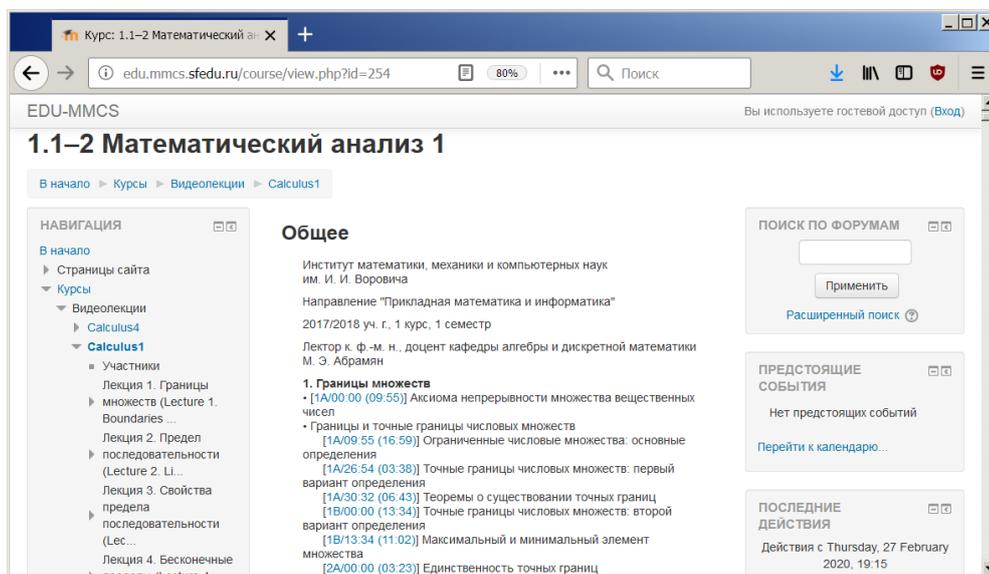 Курс: 1.1–2 Математический ан
edu.mmcs.sfedu.ru/course/view.php?id=254
80%
Поиск
EDU-MMCS
Вы используете гостевой доступ (Вход)
1.1–2 Математический анализ 1
В начало
Курсы
Видеолекции
Calculus1
НАВИГАЦИЯ
В начало
Страницы сайта
Курсы
Видеолекции
Calculus4
Calculus1
Участники
Лекция 1. Границы
множеств (Lecture 1.
Boundaries ...
Лекция 2. Предел
последовательности
(Lecture 2. Li...
Лекция 3. Свойства
предела
последовательности
(Lec...
Лекция 4. Бесконечные
Общее
Институт математики, механики и компьютерных наук
им. И. И. Воровича
Направление "Прикладная математика и информатика"
2017/2018 уч. г., 1 курс, 1 семестр
Лектор к. ф.-м. н., доцент кафедры алгебры и дискретной математики
М. Э. Абрамян
1. Границы множеств
• [1A/00:00 (09:55)] Аксиома непрерывности множества вещественных
чисел
• Границы и точные границы числовых множеств
[1A/09:55 (16:59)] Ограниченные числовые множества: основные
определения
[1A/26:54 (03:38)] Точные границы числовых множеств: первый
вариант определения
[1A/30:32 (06:43)] Теоремы о существовании точных границ
[1B/00:00 (13:34)] Точные границы числовых множеств: второй
вариант определения
[1B/13:34 (11:02)] Максимальный и минимальный элемент
множества
[2A/00:00 (03:23)] Единственность точных границ
ПОИСК ПО ФОРУМАМ
Применить
Расширенный поиск
ПРЕДСТОЯЩИЕ
СОБЫТИЯ
Нет предстоящих событий
Перейти к календарю...
ПОСЛЕДНИЕ
ДЕЙСТВИЯ
Действия с Thursday, 27 February
2020, 19:15